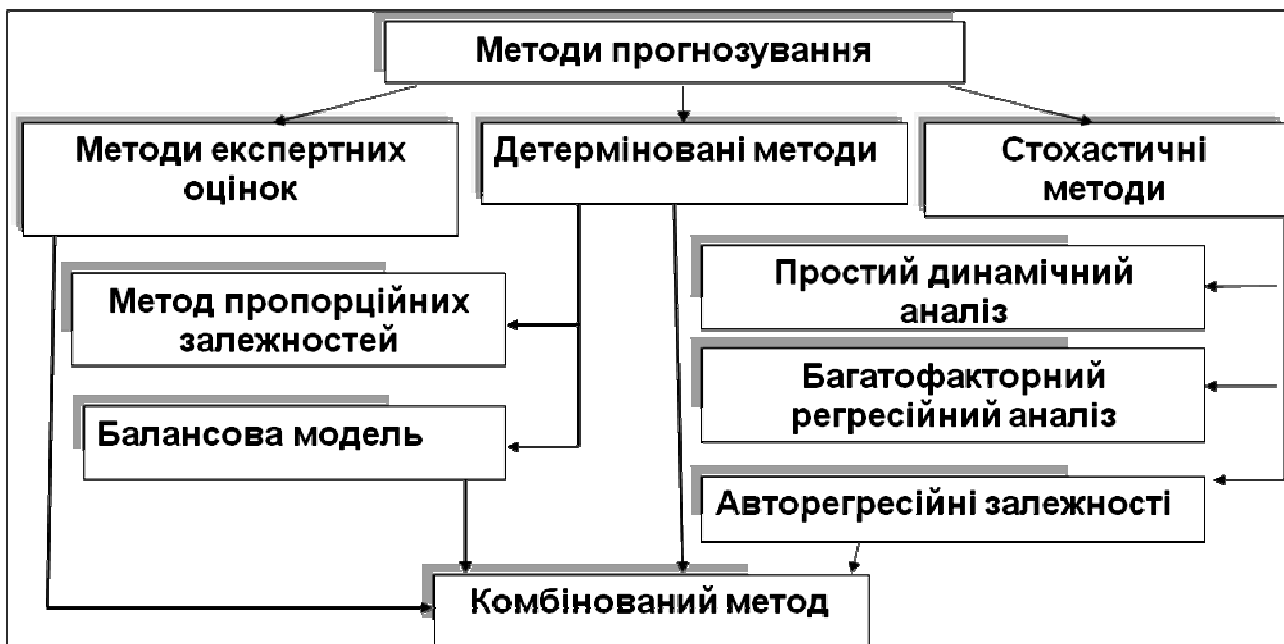 Методи прогнозування
Методи експертних
оцінок
Детерміновані методи
Стохастичні
методи
Метод пропорційних
залежностей
Балансова модель
Простий динамічний
аналіз
Багатофакторний
регресійний аналіз
Авторегресійні залежності
Комбінований метод